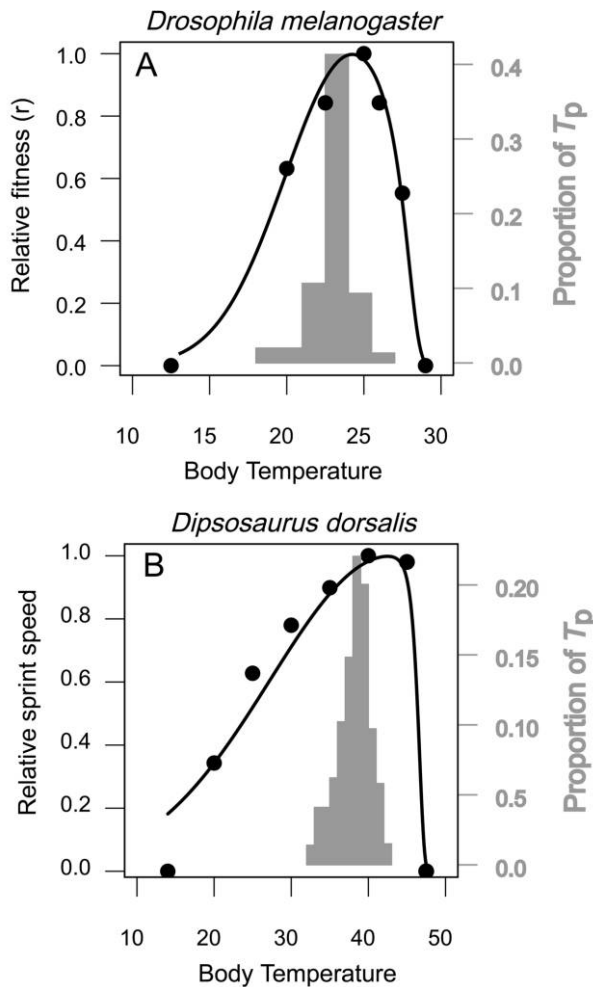 Drosophila melanogaster
A
Relative fitness (r)
1.0
0.8
0.6
0.4
0.2
0.0
0.4
0.3
0.2
0.1
0.0
Proportion of Tp
10 15 20 25 30
Body Temperature
Dipsosaurus dorsalis
B
Relative sprint speed
1.0
0.8
0.6
0.4
0.2
0.0
0.20
0.15
0.10
0.5
0.0
Proportion of Tp
10 20 30 40 50
Body Temperature